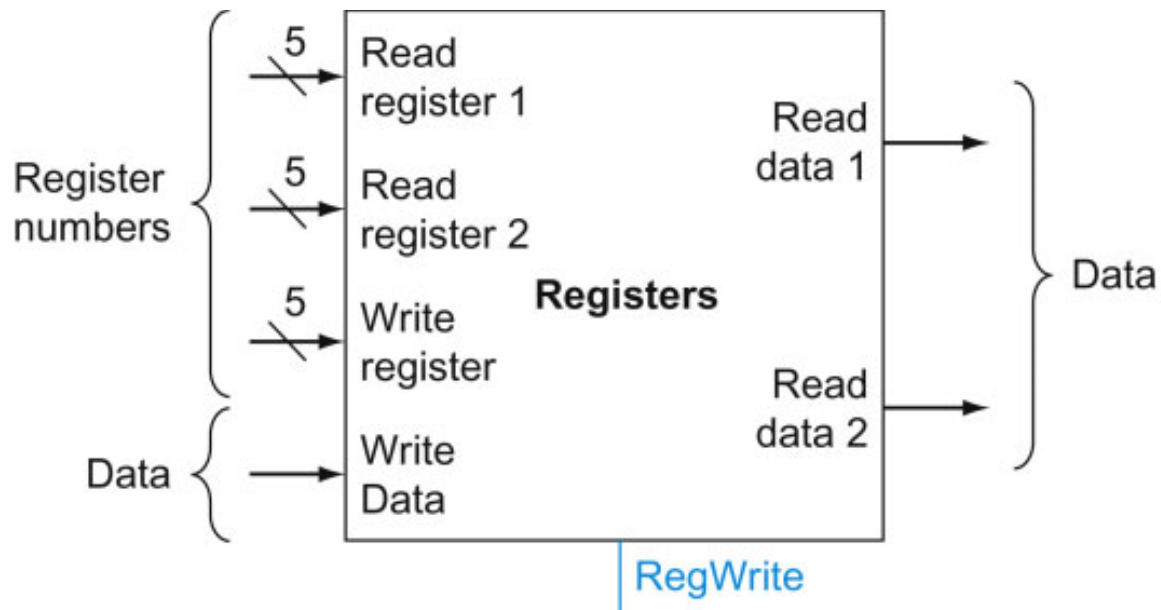 5
Read
register 1
5
Read
register 2
Register
numbers
5
Write
register
Data
Write
Data
Registers
Read
data 1
Read
data 2
Data
RegWrite